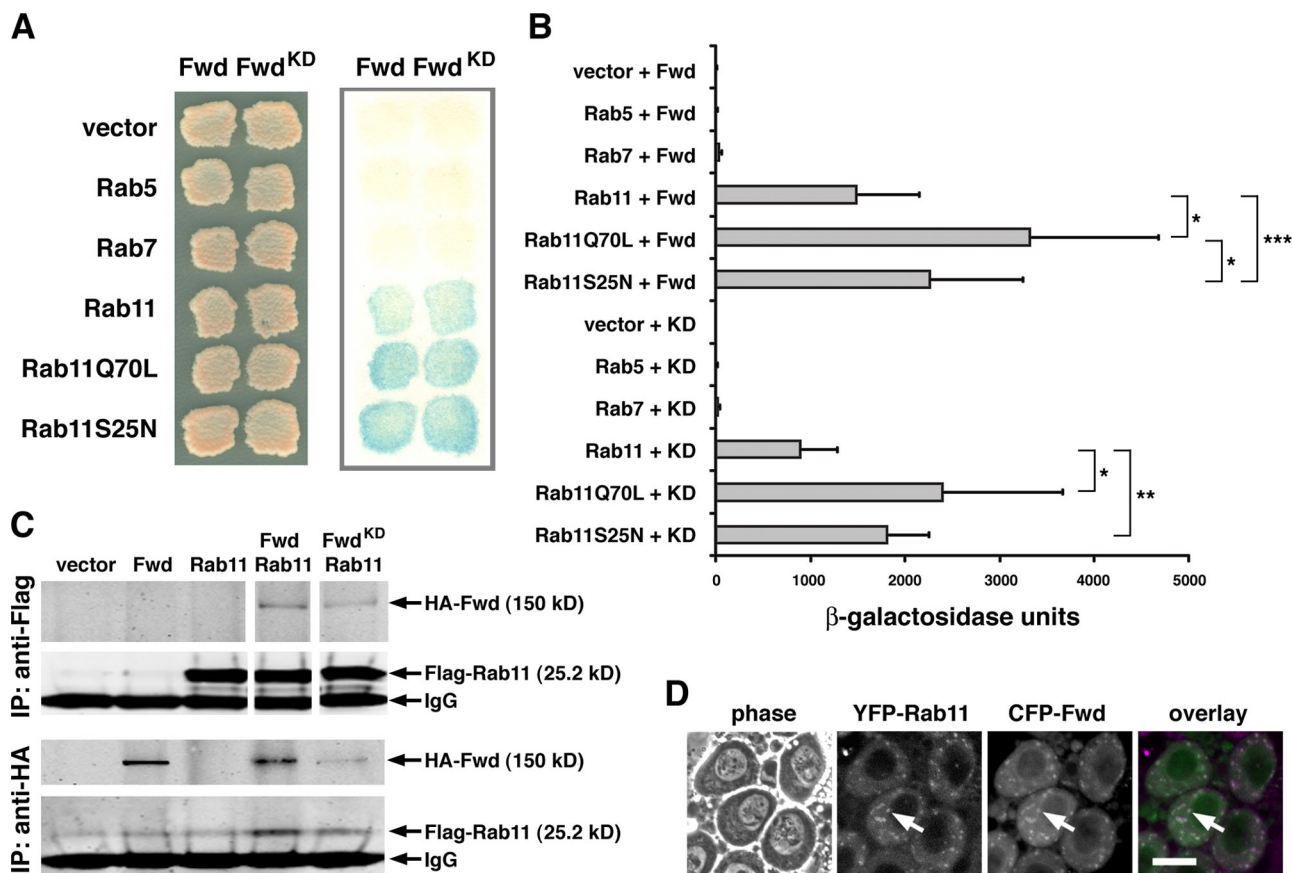 A
Fwd Fwd^KD
Fwd Fwd^KD
vector
Rab5
Rab7
Rab11
Rab11Q70L
Rab11S25N
B
vector + Fwd
Rab5 + Fwd
Rab7 + Fwd
Rab11 + Fwd
Rab11Q70L + Fwd
Rab11S25N + Fwd
vector + KD
Rab5 + KD
Rab7 + KD
Rab11 + KD
Rab11Q70L + KD
Rab11S25N + KD
*
*
***
*
**
0 1000 2000 3000 4000 5000
β-galactosidase units
C
vector Fwd Rab11 Fwd Rab11 Fwd^KD Rab11
IP: anti-Flag
HA-Fwd (150 kD)
Flag-Rab11 (25.2 kD)
IgG
IP: anti-HA
HA-Fwd (150 kD)
Flag-Rab11 (25.2 kD)
IgG
D
phase YFP-Rab11 CFP-Fwd overlay